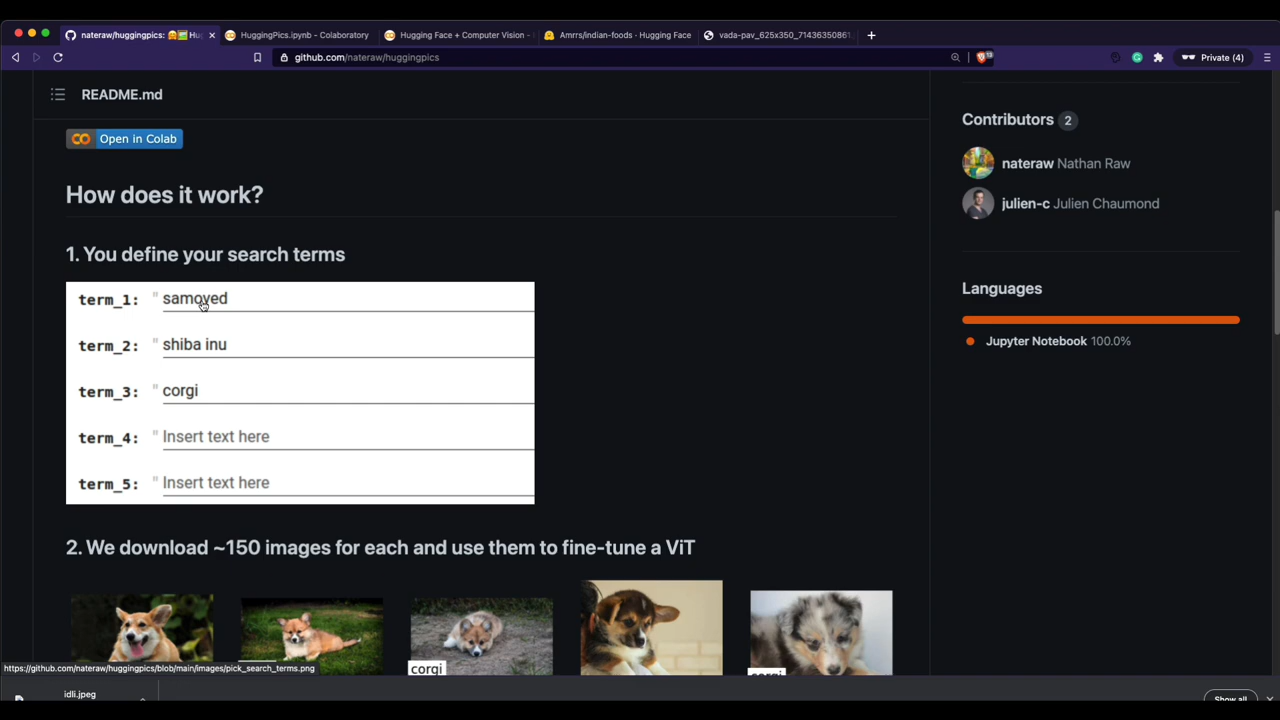 nateraw/huggingpics: 🤗🖼️ Hu
HuggingPics.ipynb - Colaboratory
Hugging Face + Computer Vision -
Amrrs/indian-foods · Hugging Face
vada-pav_625x350_71436350861
github.com/nateraw/huggingpics
Private (4)
README.md
Open in Colab
How does it work?
1. You define your search terms
term_1: " samoyed
term_2: " shiba inu
term_3: " corgi
term_4: " Insert text here
term_5: " Insert text here
2. We download ~150 images for each and use them to fine-tune a ViT
corgi
corgi
Contributors 2
nateraw Nathan Raw
julien-c Julien Chaumond
Languages
Jupyter Notebook 100.0%
https://github.com/nateraw/huggingpics/blob/main/images/pick_search_terms.png
idli.jpeg
Show all